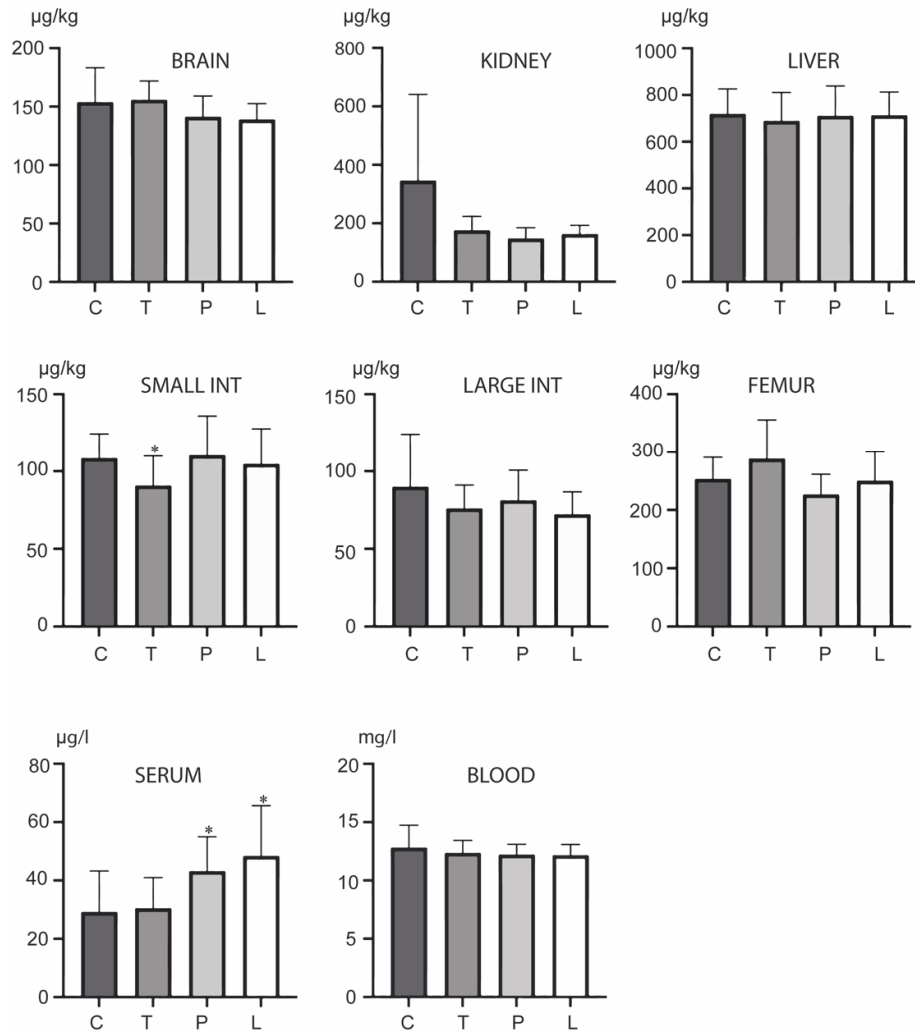 µg/kg
BRAIN
200
150
100
50
0
C T P L
µg/kg
KIDNEY
800
600
400
200
0
C T P L
µg/kg
LIVER
1000
800
600
400
200
0
C T P L
µg/kg
SMALL INT
150
100
50
0
*
C T P L
µg/kg
LARGE INT
150
100
50
0
C T P L
µg/kg
FEMUR
400
300
200
100
0
C T P L
µg/l
SERUM
80
60
40
20
0
* *
C T P L
mg/l
BLOOD
20
15
10
5
0
C T P L